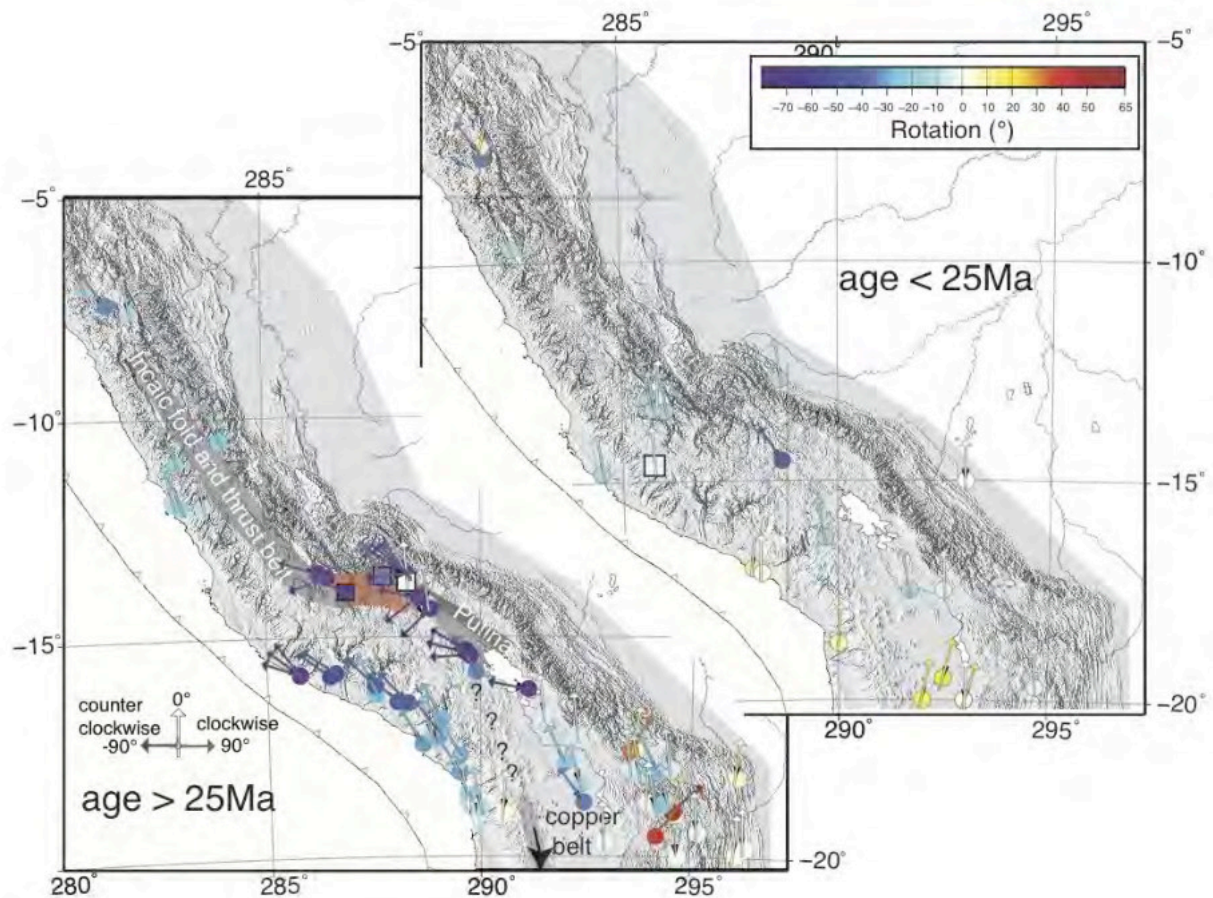 285°
295°
−5°
290°
−5°
−70 −60 −50 −40 −30 −20 −10 0 10 20 30 40 50 65
Rotation (°)
age < 25Ma
−10°
−15°
−20°
290°
295°
285°
−5°
−10°
−15°
Incaic fold and thrust belt
Puna
?
?
?
?
counter
clockwise
-90°
0°
clockwise
90°
age > 25Ma
copper
belt
−20°
280°
285°
290°
295°